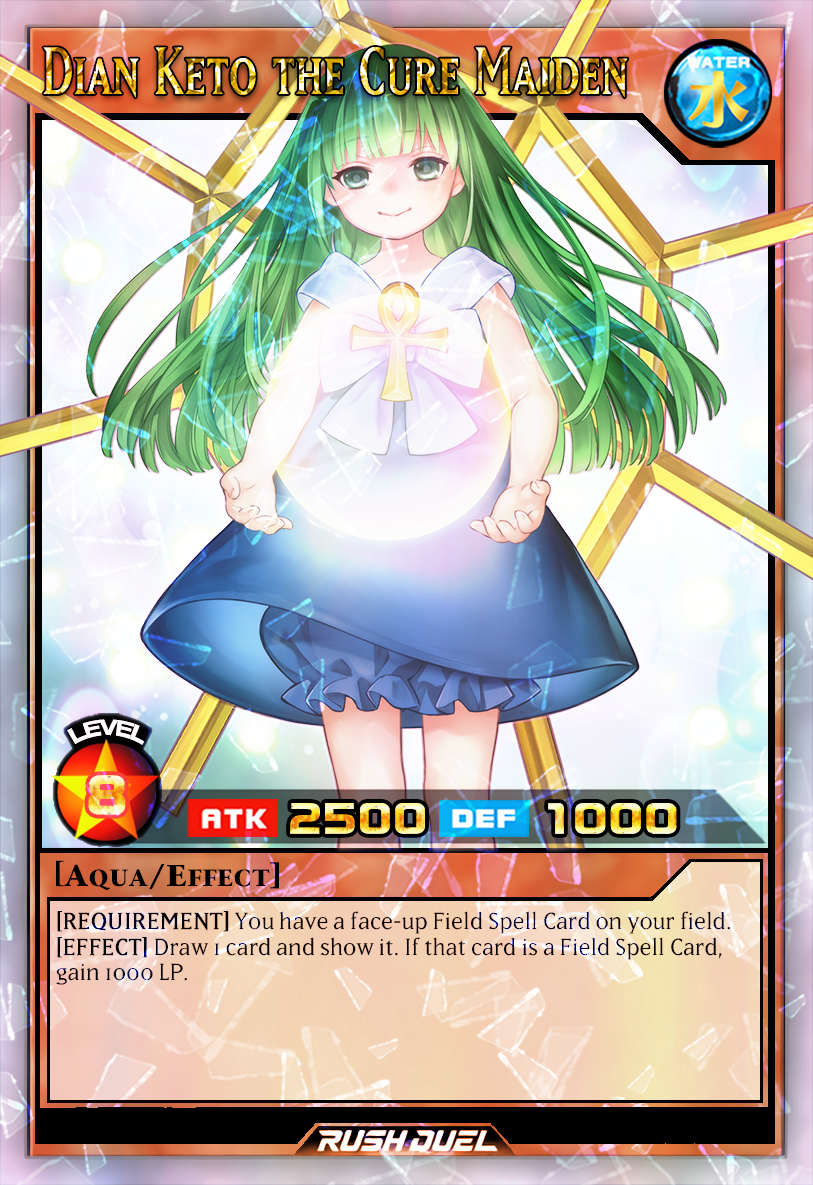 Dian Keto the Cure Maiden
WATER
水
LEVEL
8
ATK 2500 DEF 1000
[Aqua/Effect]
[REQUIREMENT] You have a face-up Field Spell Card on your field.
[EFFECT] Draw 1 card and show it. If that card is a Field Spell Card,
gain 1000 LP.
RUSH DUEL